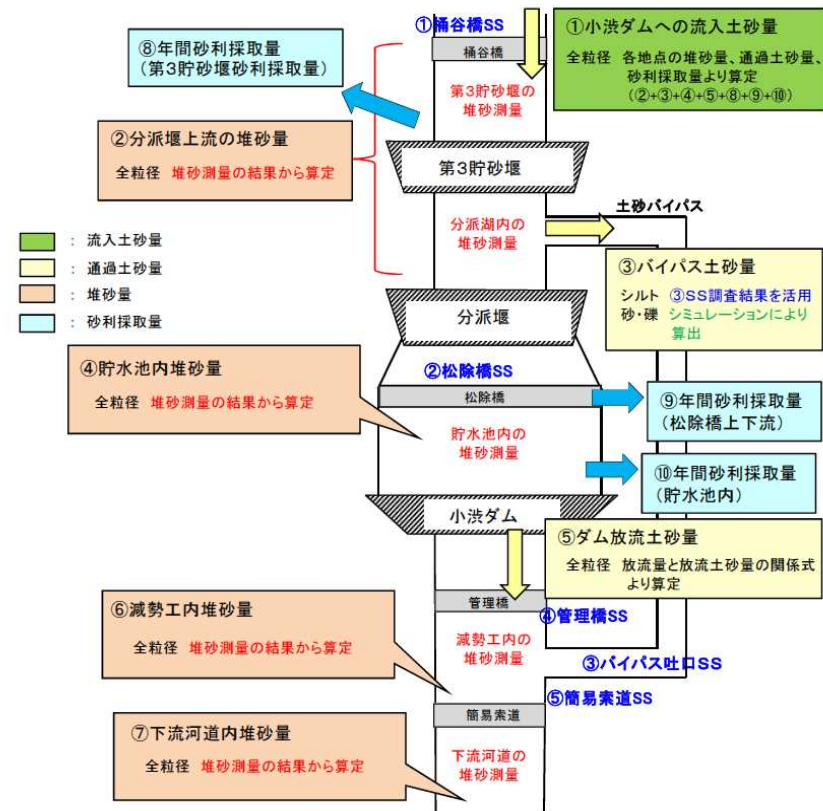 ①桶谷橋SS
桶谷橋
①小渋ダムへの流入土砂量
全粒径 各地点の堆砂量、通過土砂量、
砂利採取量より算定
(②+③+④+⑤+⑧+⑨+⑩)
⑧年間砂利採取量
(第3貯砂堰砂利採取量)
第3貯砂堰の
堆砂測量
②分派堰上流の堆砂量
全粒径 堆砂測量の結果から算定
第3貯砂堰
土砂バイパス
分派湖内の
堆砂測量
: 流入土砂量
: 通過土砂量
: 堆砂量
: 砂利採取量
③バイパス土砂量
シルト ③SS調査結果を活用
砂・礫 シミュレーションにより
算出
分派堰
④貯水池内堆砂量
全粒径 堆砂測量の結果から算定
②松除橋SS
松除橋
貯水池内の
堆砂測量
⑨年間砂利採取量
(松除橋上下流)
⑩年間砂利採取量
(貯水池内)
小渋ダム
⑤ダム放流土砂量
全粒径 放流量と放流土砂量の関係式
より算定
⑥減勢工内堆砂量
全粒径 堆砂測量の結果から算定
管理橋
④管理橋SS
減勢工内の
堆砂測量
③バイパス吐口SS
⑤簡易索道SS
簡易索道
⑦下流河道内堆砂量
全粒径 堆砂測量の結果から算定
下流河道の
堆砂測量